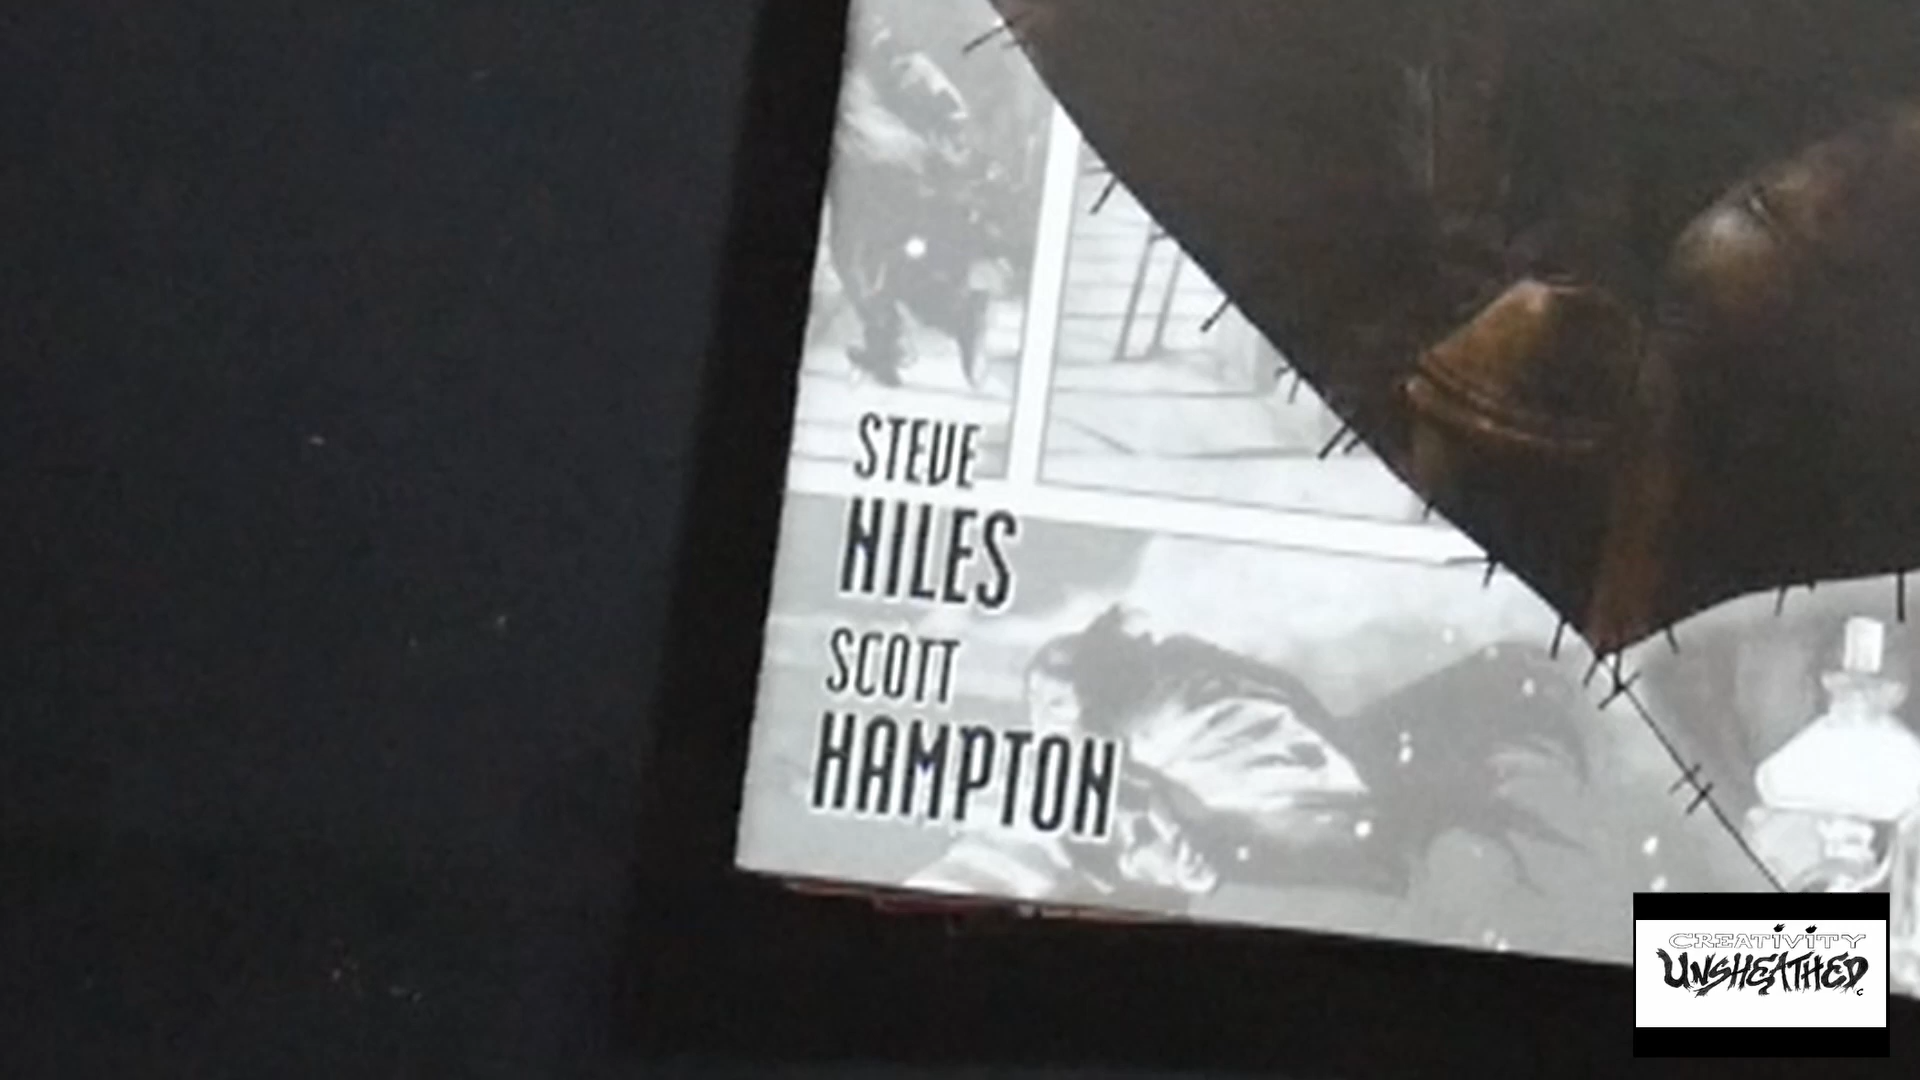 STEVE
NILES
SCOTT
HAMPTON
CREATIVITY
UNSHEATHED